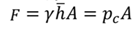 F = γh̅A = p_cA